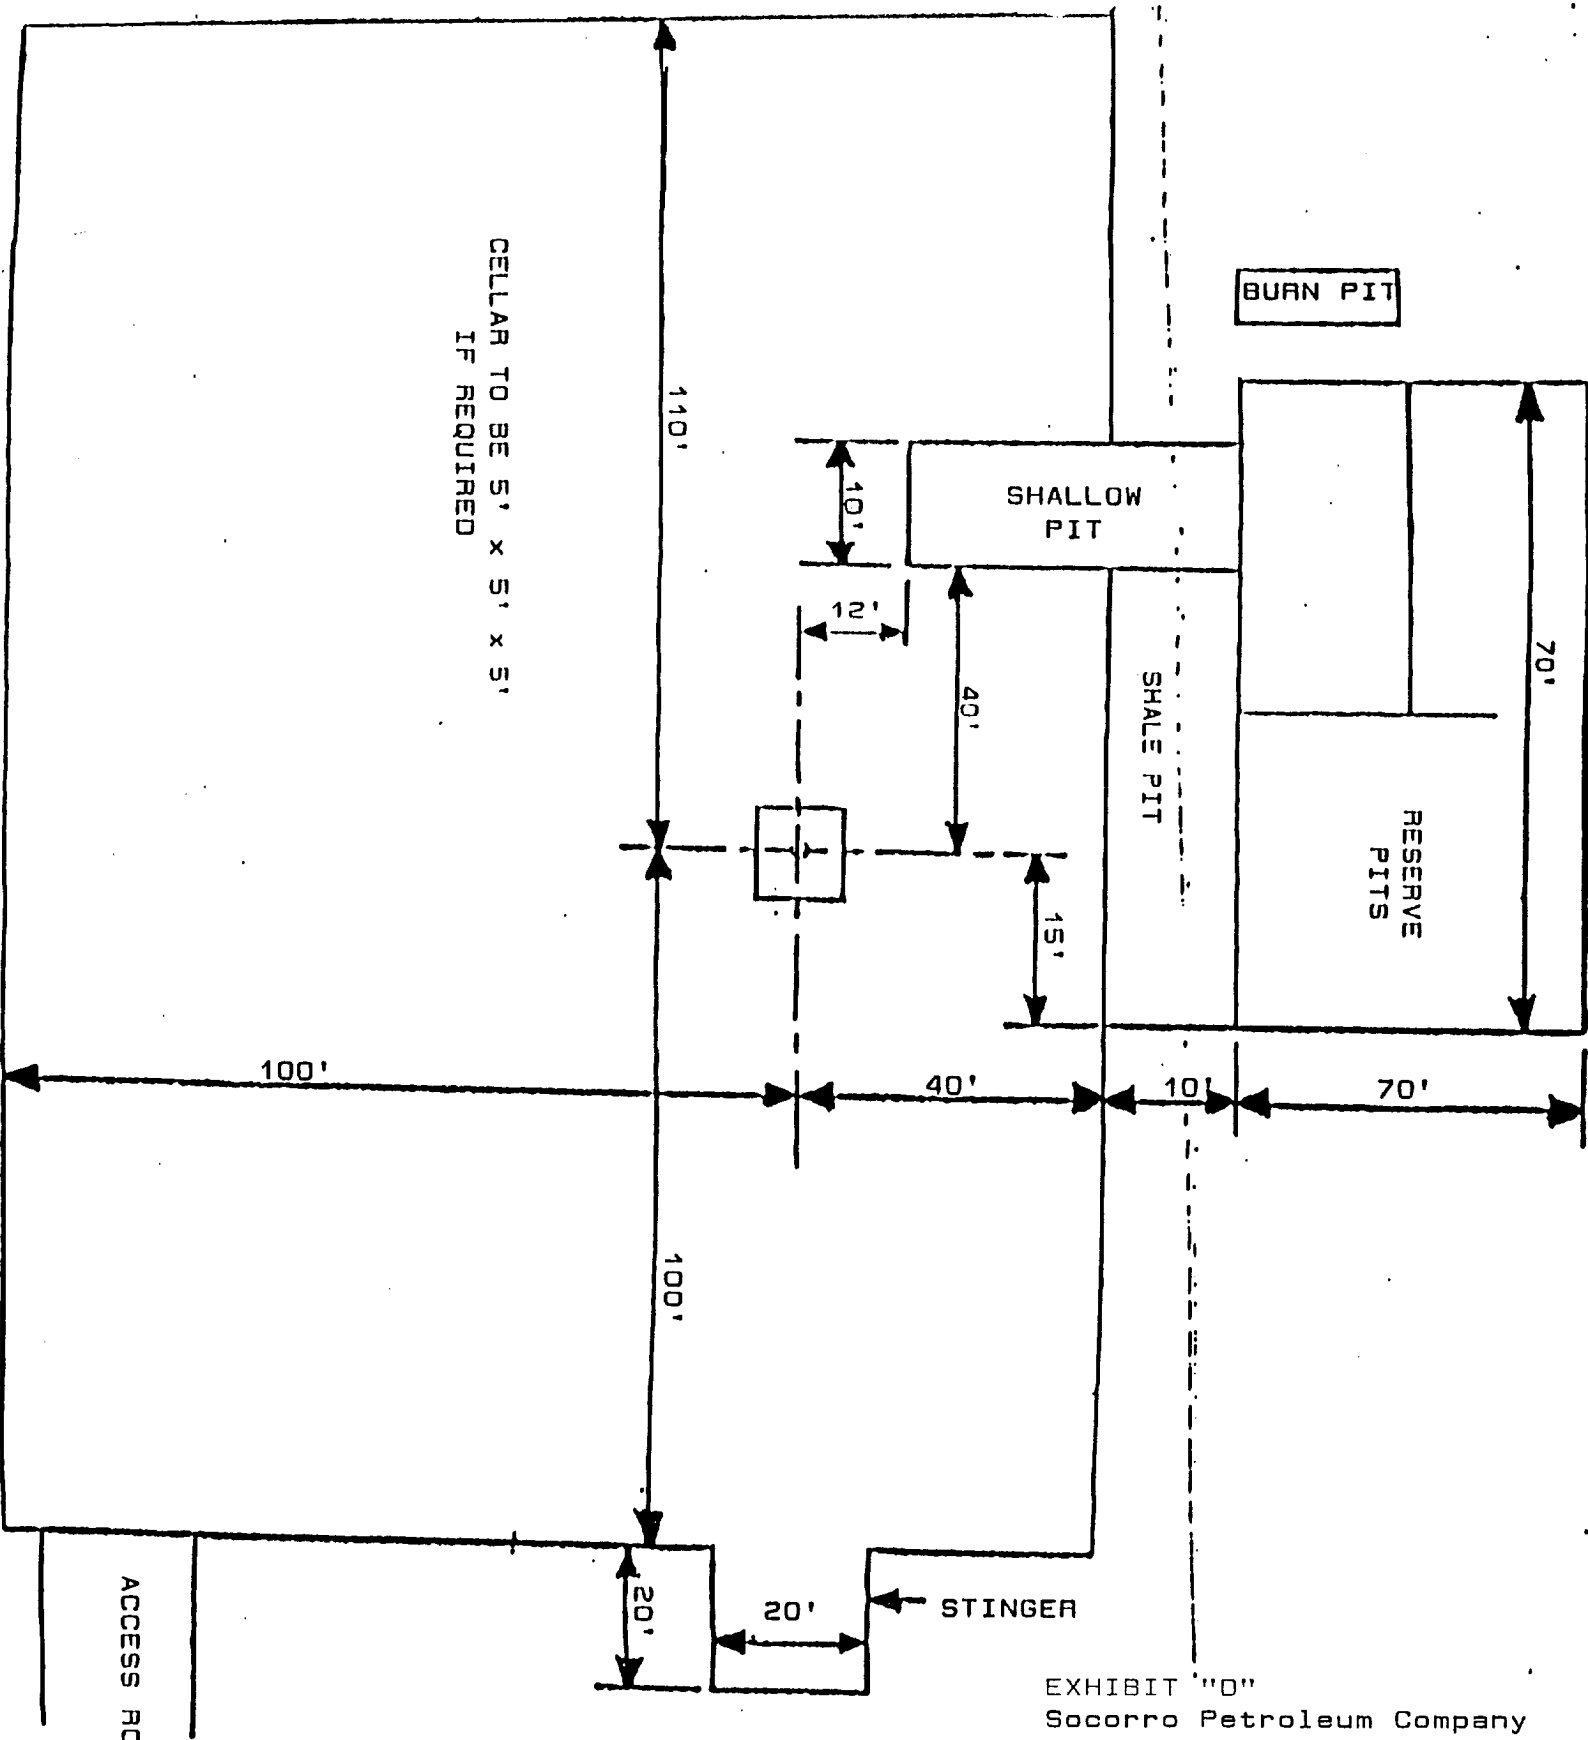 BURN PIT
CELLAR TO BE 5' x 5' x 5'
IF REQUIRED
110'
10'
SHALLOW
PIT
12'
40'
70'
SHALE PIT
RESERVE
PITS
15'
100'
40'
10'
70'
100'
20'
20'
STINGER
ACCESS
EXHIBIT "D"
Socorro Petroleum Company